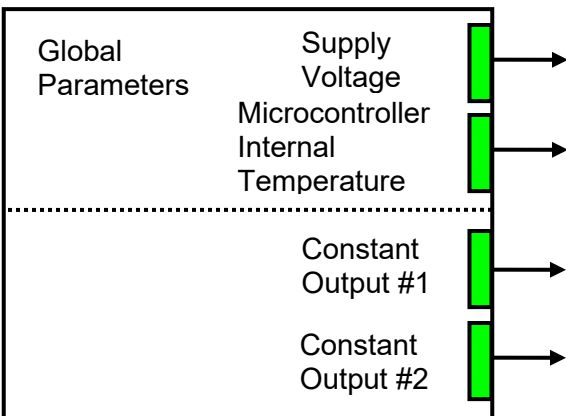 Global
Parameters
Supply
Voltage
Microcontroller
Internal
Temperature
Constant
Output #1
Constant
Output #2